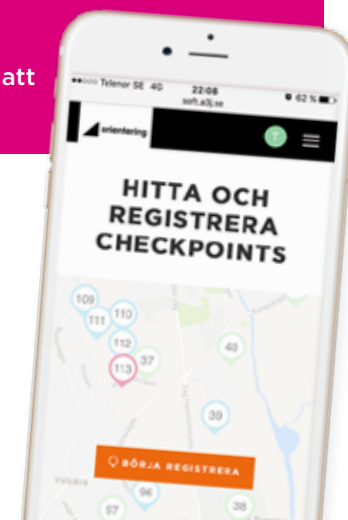 att
Telenor SE 4G 22:08 62 %
soft.a3j.se
orientering
T
HITTA OCH
REGISTRERA
CHECKPOINTS
109
110
111
112
113
37
40
39
BÖRJA REGISTRERA
Valsätra
96
97
38